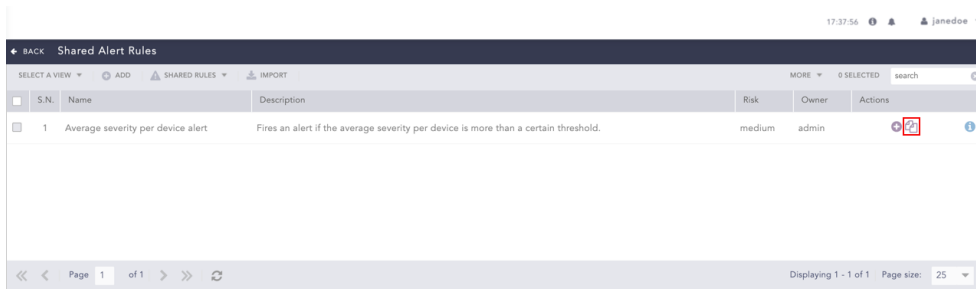 17:37:56 janedoe
BACK Shared Alert Rules
SELECT A VIEW ADD SHARED RULES IMPORT MORE 0 SELECTED search
S.N. Name Description Risk Owner Actions
1 Average severity per device alert Fires an alert if the average severity per device is more than a certain threshold. medium admin
Page 1 of 1 Displaying 1 - 1 of 1 Page size: 25